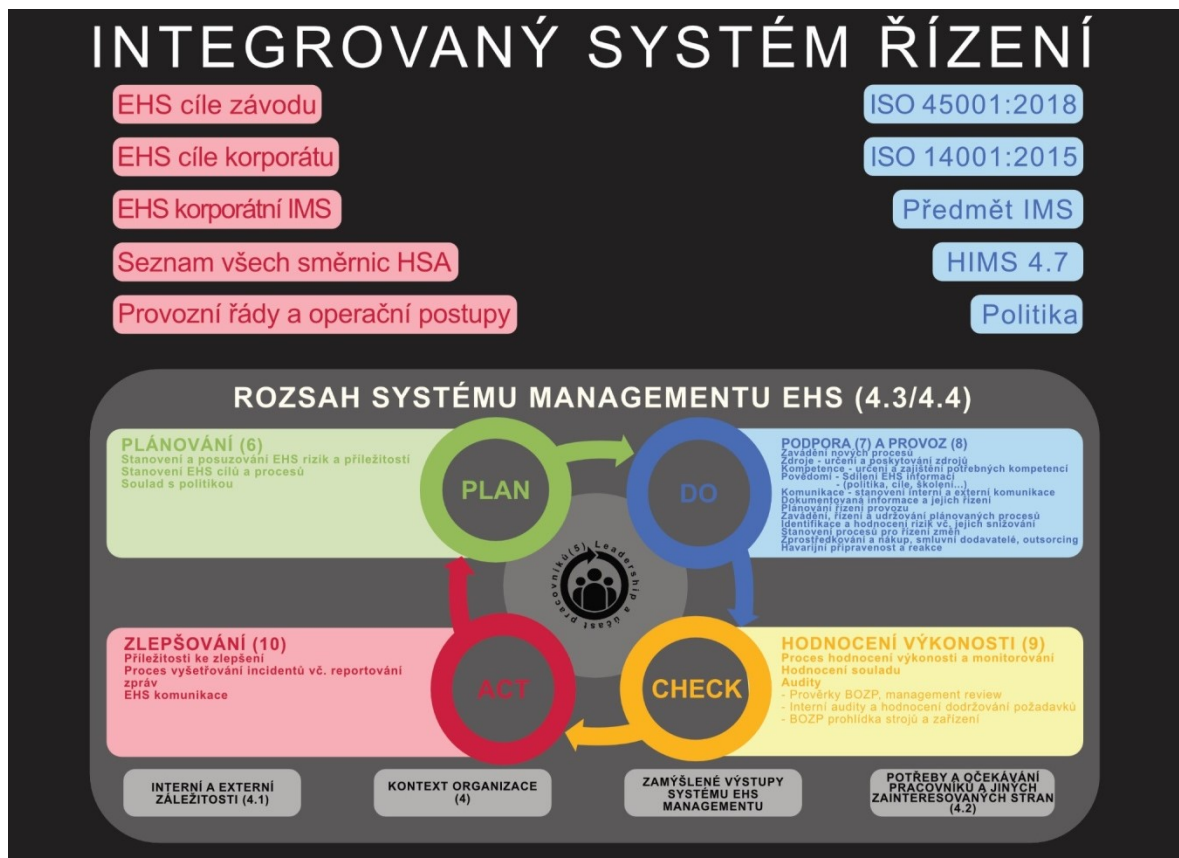 INTEGROVANÝ SYSTÉM ŘÍZENÍ
EHS cíle závodu
ISO 45001:2018
EHS cíle korporátu
ISO 14001:2015
EHS korporátní IMS
Předmět IMS
Seznam všech směrnic HSA
HIMS 4.7
Provozní řády a operační postupy
Politika
ROZSAH SYSTÉMU MANAGEMENTU EHS (4.3/4.4)
PLÁNOVÁNÍ (6)
Stanovení a posuzování EHS rizik a příležitostí
Stanovení EHS cílů a procesů
Soulad s politikou
PLAN
DO
PODPORA (7) A PROVOZ (8)
Zavádění nových procesů
Zdroje - určení a poskytování zdrojů
Kompetence - určení a zajištění potřebných kompetencí
Povědomí - Sdílení EHS informací
- (politika, cíle, školení...)
Komunikace - stanovení interní a externí komunikace
Dokumentovaná informace a jejich řízení
Plánování řízení provozu
Zavádění, řízení a udržování plánovaných procesů
Identifikace a hodnocení rizik vč. jejich snižování
Stanovení procesů pro řízení změn
Zprostředkování a nákup, smluvní dodavatelé, outsorcing
Havarijní připravenost a reakce
Leadership a účast pracovníků(5)
ZLEPŠOVÁNÍ (10)
Příležitosti ke zlepšení
Proces vyšetřování incidentů vč. reportování
zpráv
EHS komunikace
ACT
CHECK
HODNOCENÍ VÝKONOSTI (9)
Proces hodnocení výkonosti a monitorování
Hodnocení souladu
Audity
- Prověrky BOZP, management review
- Interní audity a hodnocení dodržování požadavků
- BOZP prohlídka strojů a zařízení
INTERNÍ A EXTERNÍ
ZÁLEŽITOSTI (4.1)
KONTEXT ORGANIZACE
(4)
ZAMÝŠLENÉ VÝSTUPY
SYSTÉMU EHS
MANAGEMENTU
POTŘEBY A OČEKÁVÁNÍ
PRACOVNÍKŮ A JINÝCH
ZAINTERESOVANÝCH STRAN
(4.2)